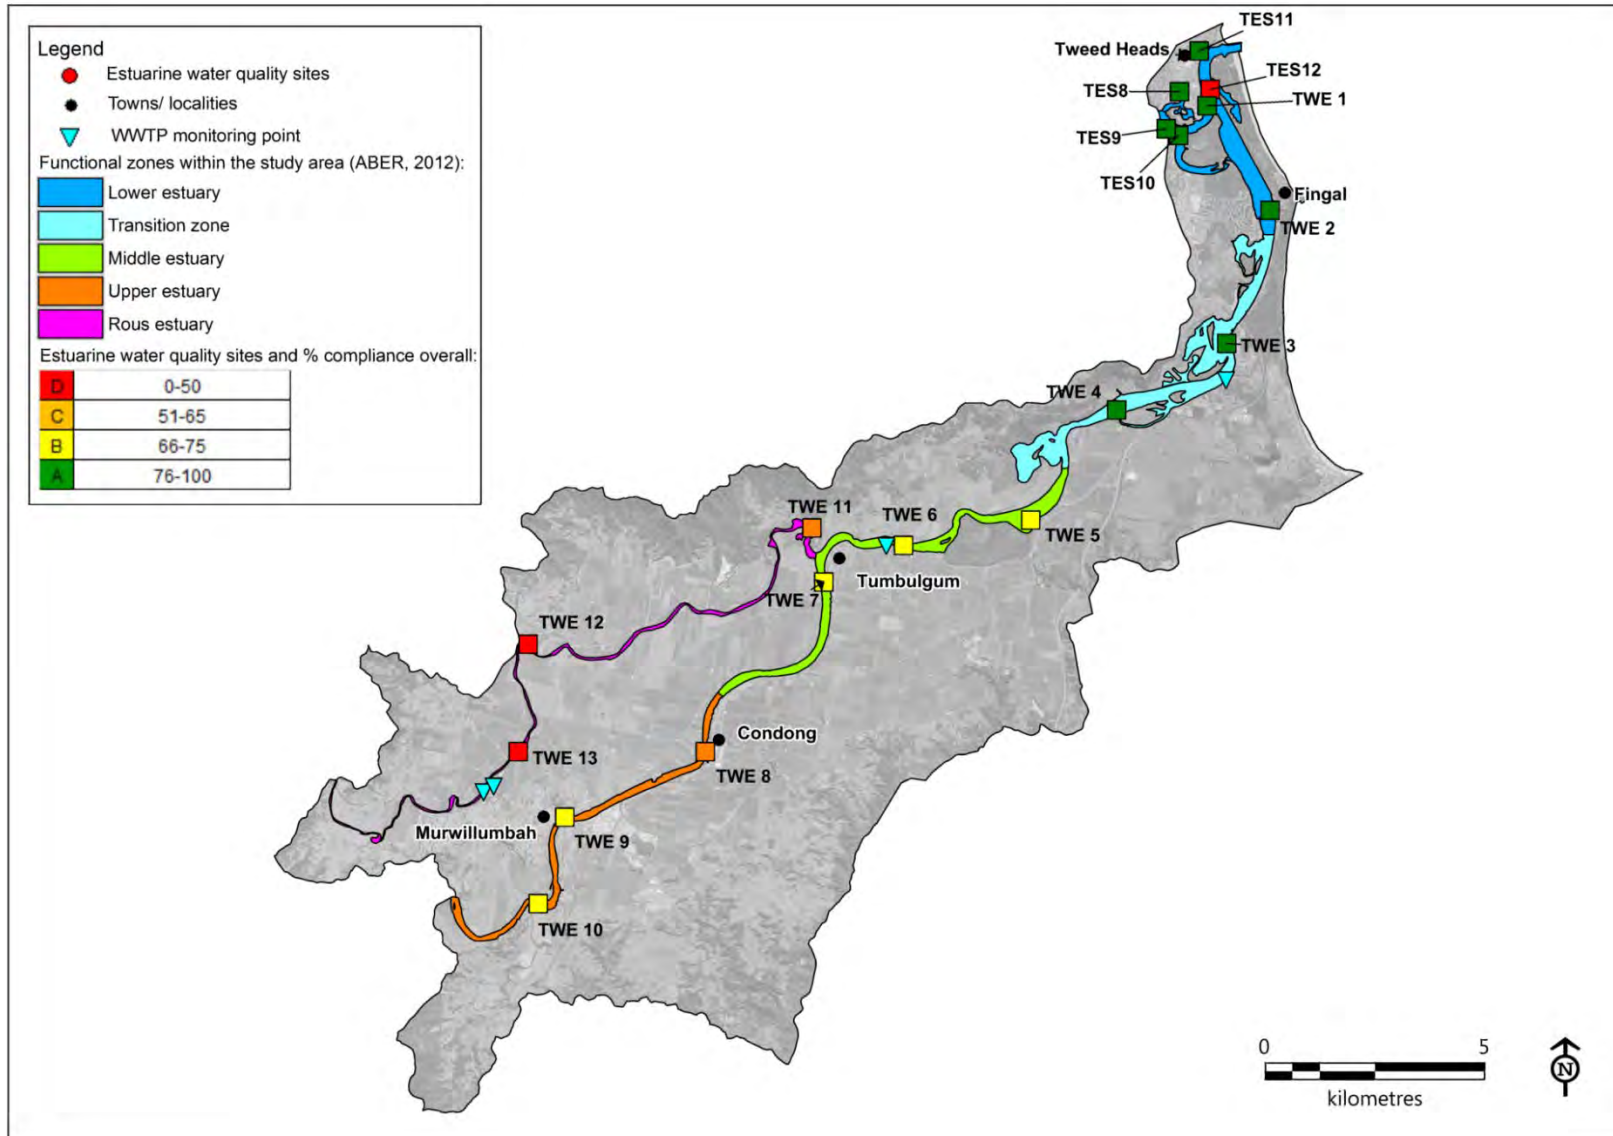 Legend
Estuarine water quality sites
Towns/ localities
WWTP monitoring point
Functional zones within the study area (ABER, 2012):
Lower estuary
Transition zone
Middle estuary
Upper estuary
Rous estuary
Estuarine water quality sites and % compliance overall:
D 0-50
C 51-65
B 66-75
A 76-100
TES11
Tweed Heads
TES12
TES8
TWE 1
TES9
TES10
Fingal
TWE 2
TWE 3
TWE 4
TWE 11
TWE 6
TWE 5
Tumbulgum
TWE 7
TWE 12
Condong
TWE 13
TWE 8
Murwillumbah
TWE 9
TWE 10
0 5
kilometres
N